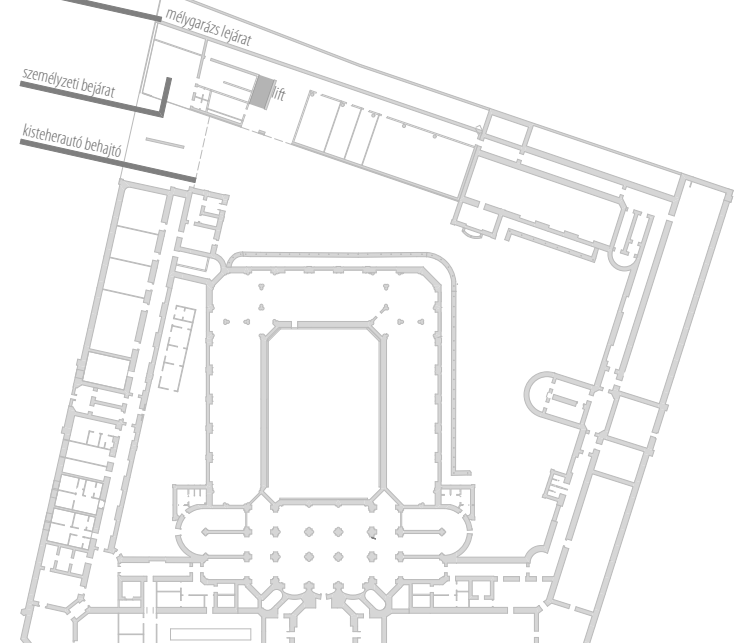 mélygarázs lejárat
személyzeti bejárat
lift
kisteherautó behajtó